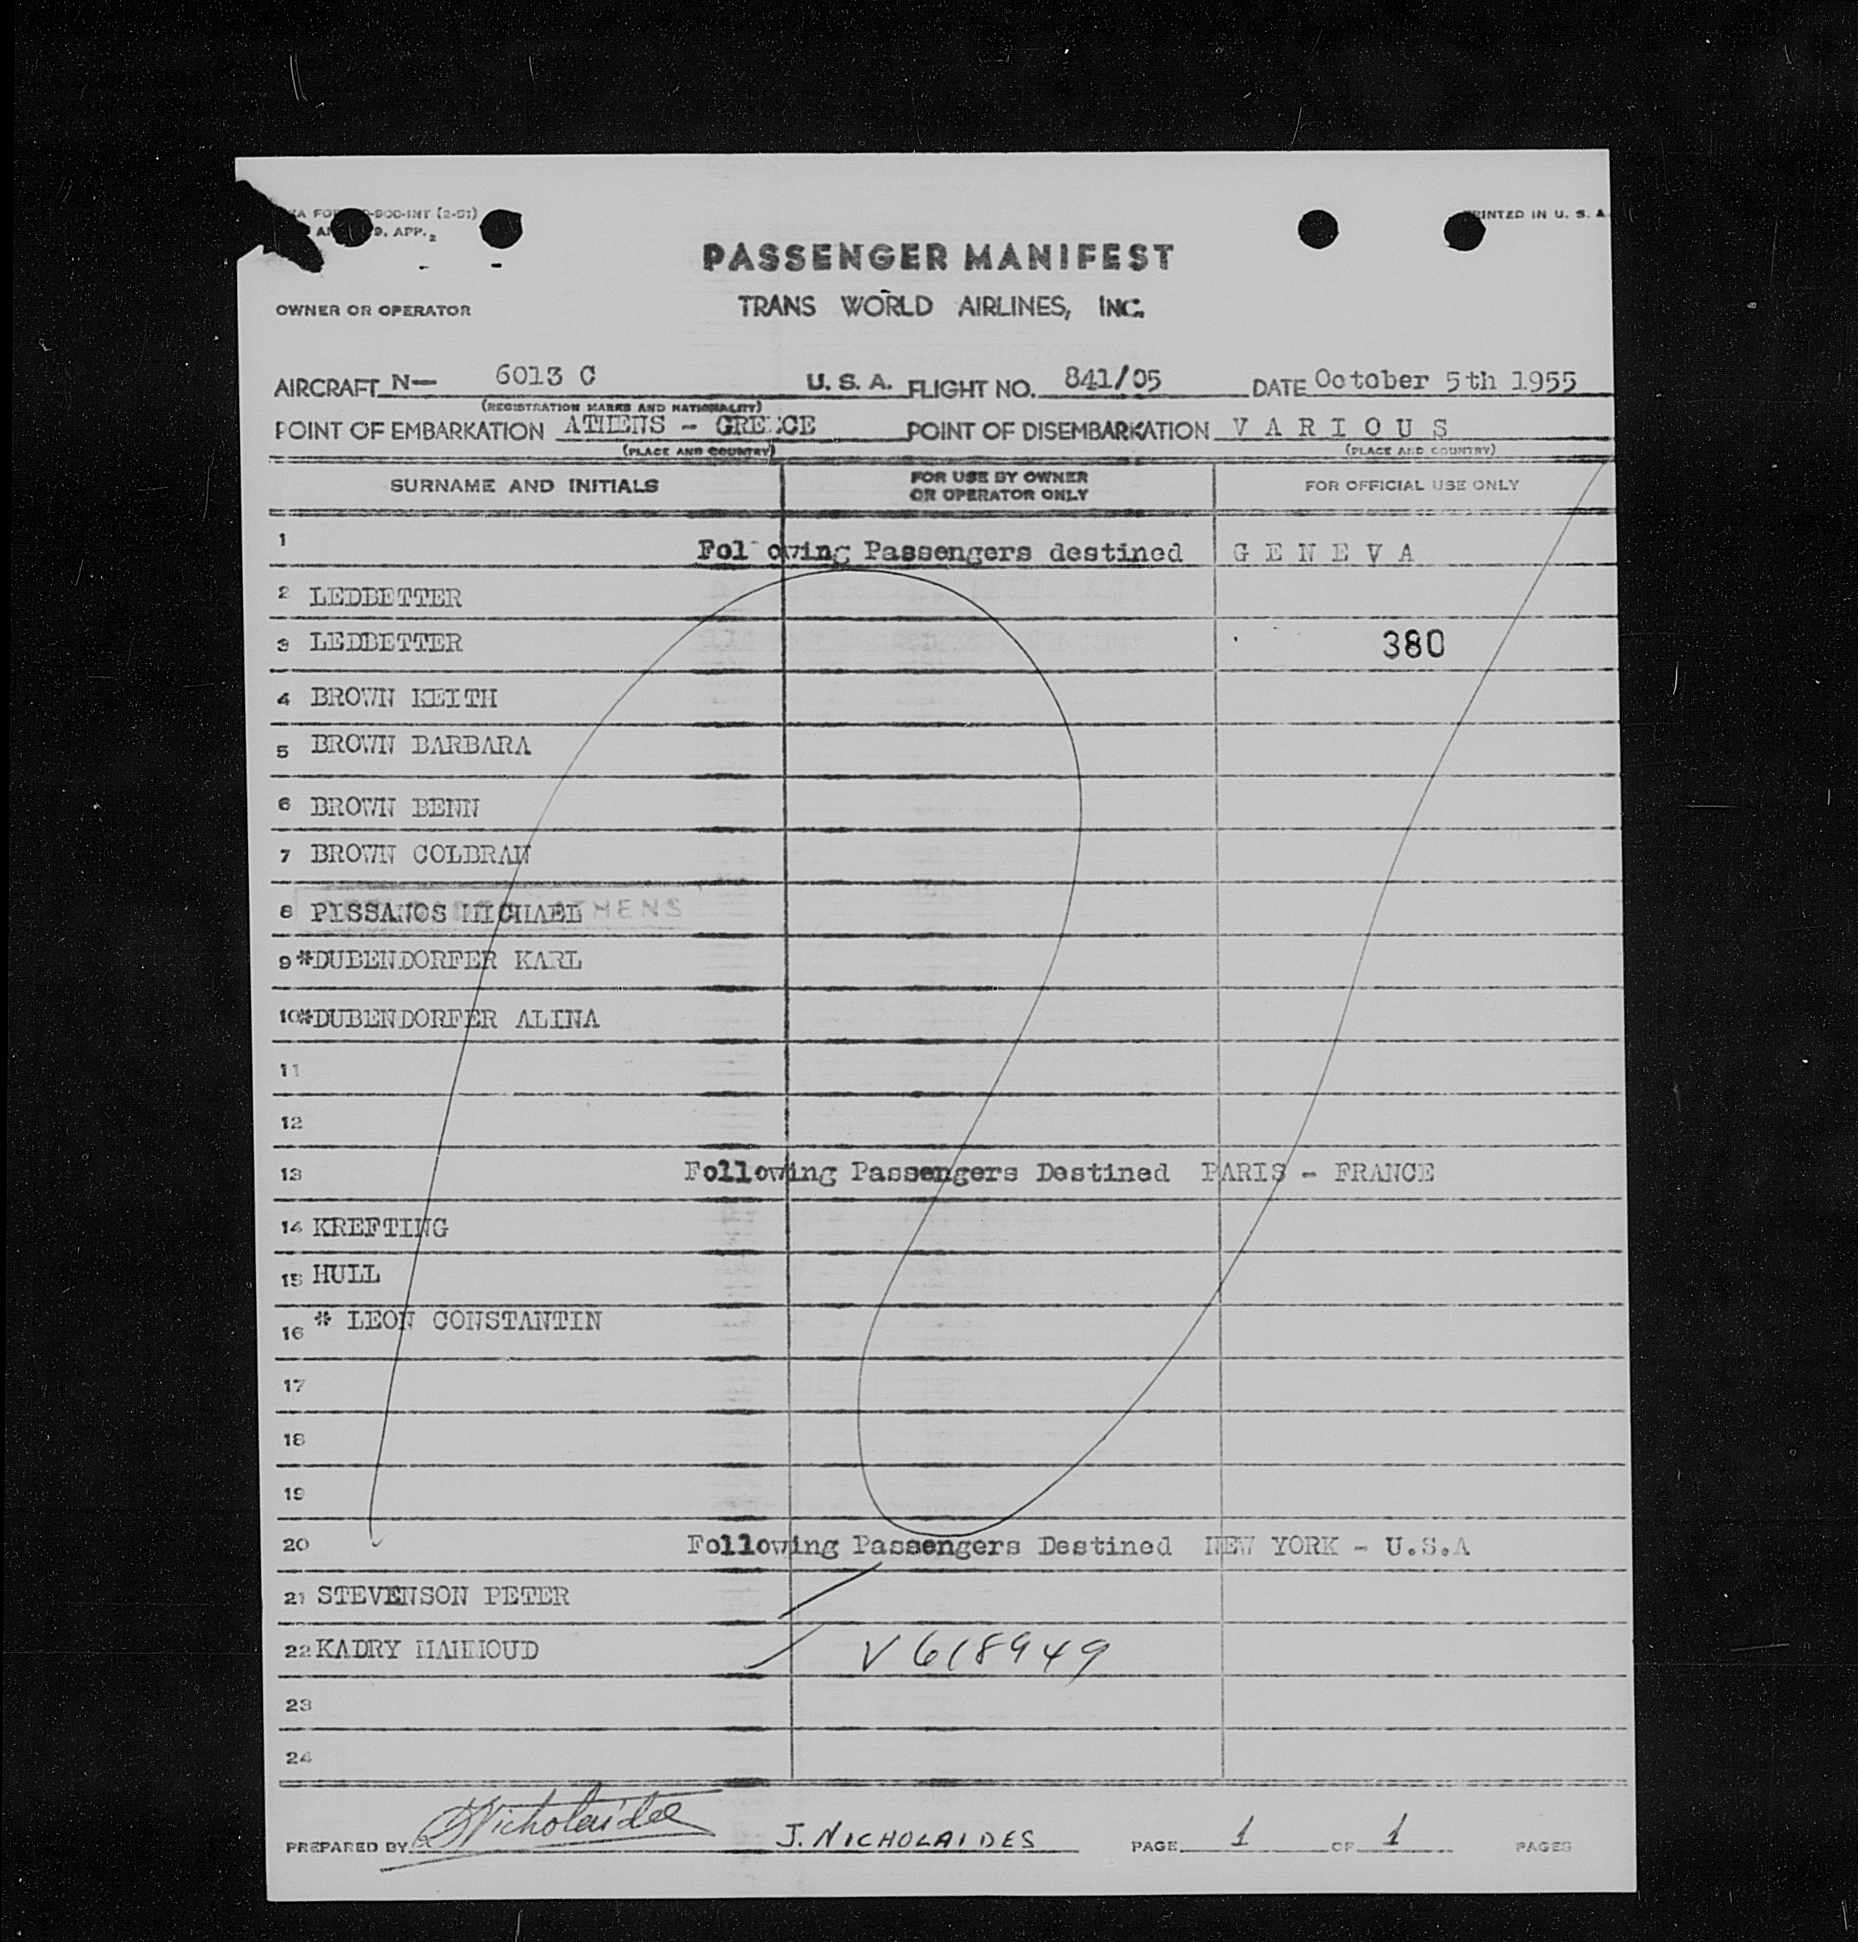 PRINTED IN U. S. A.
APP. 2
PASSENGER MANIFEST
OWNER OR OPERATOR TRANS WORLD AIRLINES, INC.
AIRCRAFT N— 6013 C U. S. A. FLIGHT NO. 841/05 DATE October 5th 1955
(REGISTRATION MARKS AND NATIONALITY)
POINT OF EMBARKATION ATHENS - GREECE POINT OF DISEMBARKATION V A R I O U S
(PLACE AND COUNTRY) (PLACE AND COUNTRY)
SURNAME AND INITIALS FOR USE BY OWNER OR OPERATOR ONLY FOR OFFICIAL USE ONLY
1 Following Passengers destined G E N E V A
2 LEDBETTER
3 LEDBETTER 380
4 BROWN KEITH
5 BROWN BARBARA
6 BROWN BENN
7 BROWN COLBRAN
8 PISSANOS MICHAEL ATHENS
9 *DUBENDORFER KARL
10 *DUBENDORFER ALINA
11
12
13 Following Passengers Destined PARIS - FRANCE
14 KREFTING
15 HULL
16 * LEON CONSTANTIN
17
18
19
20 Following Passengers Destined NEW YORK - U.S.A
21 STEVENSON PETER
22 KADRY MAHMOUD V618949
23
24
PREPARED BY JNicholaides J. NICHOLAIDES PAGE 1 OF 1 PAGES